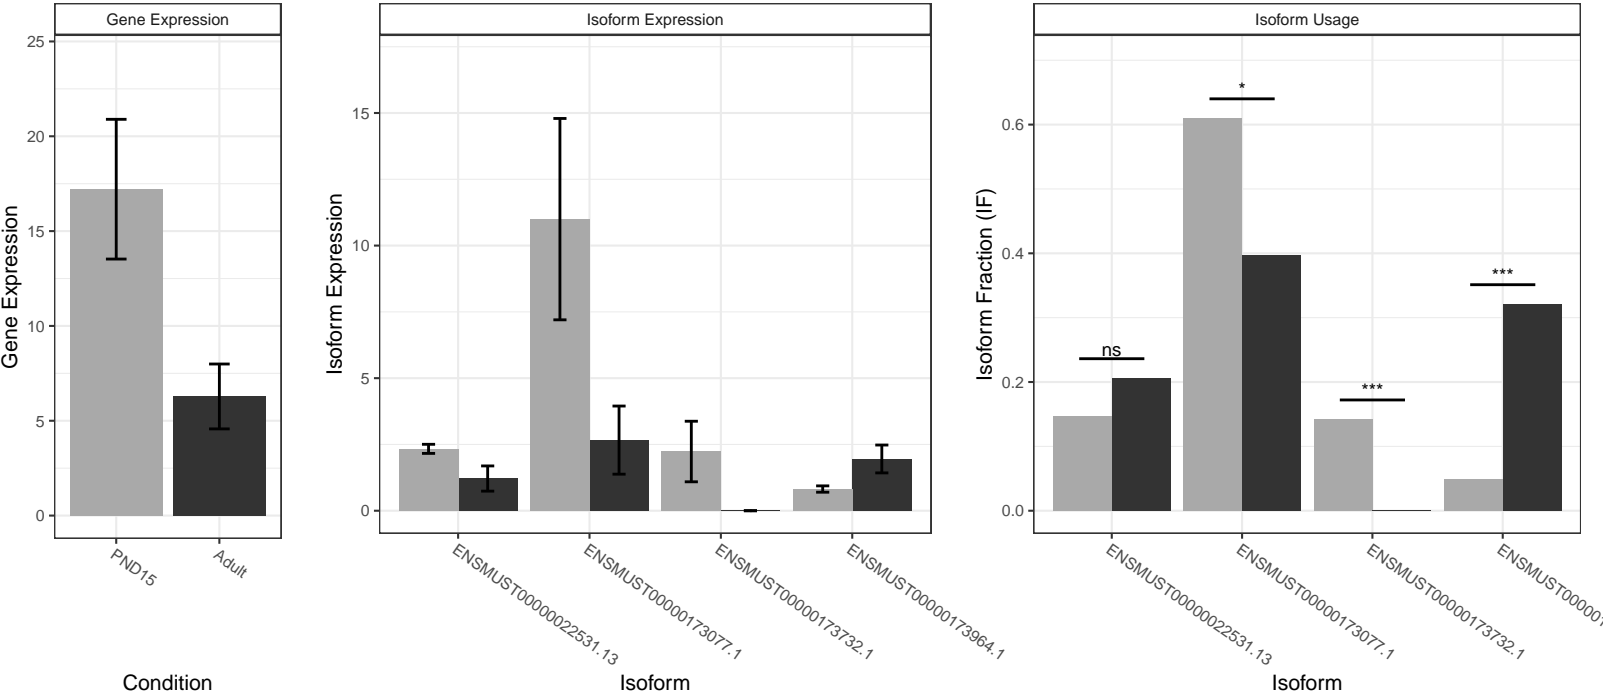 Gene Expression
Isoform Expression
Isoform Usage
Gene Expression
25
20
15
10
5
0
PND15
Adult
Condition
Isoform Expression
15
10
5
0
ENSMUST00000022531.13
ENSMUST00000173077.1
ENSMUST00000173732.1
ENSMUST00000173964.1
Isoform
Isoform Fraction (IF)
0.6
0.4
0.2
0.0
ns
*
***
***
ENSMUST00000022531.13
ENSMUST00000173077.1
ENSMUST00000173732.1
Isoform